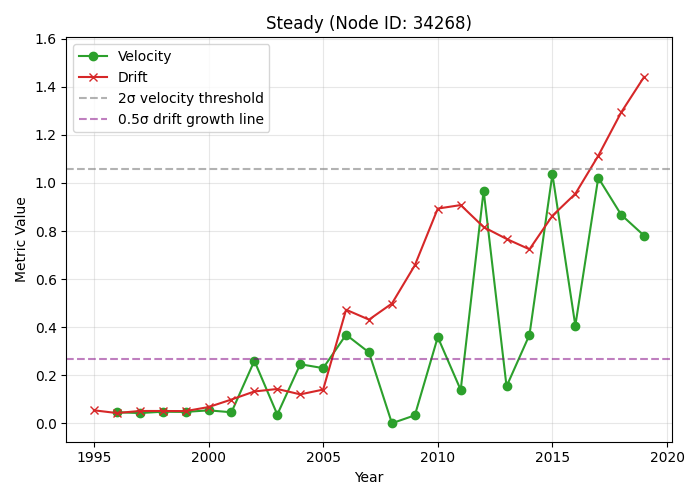 Steady (Node ID: 34268)
Velocity
Drift
2σ velocity threshold
0.5σ drift growth line
1.6
1.4
1.2
1.0
0.8
0.6
0.4
0.2
0.0
Metric Value
1995 2000 2005 2010 2015 2020
Year